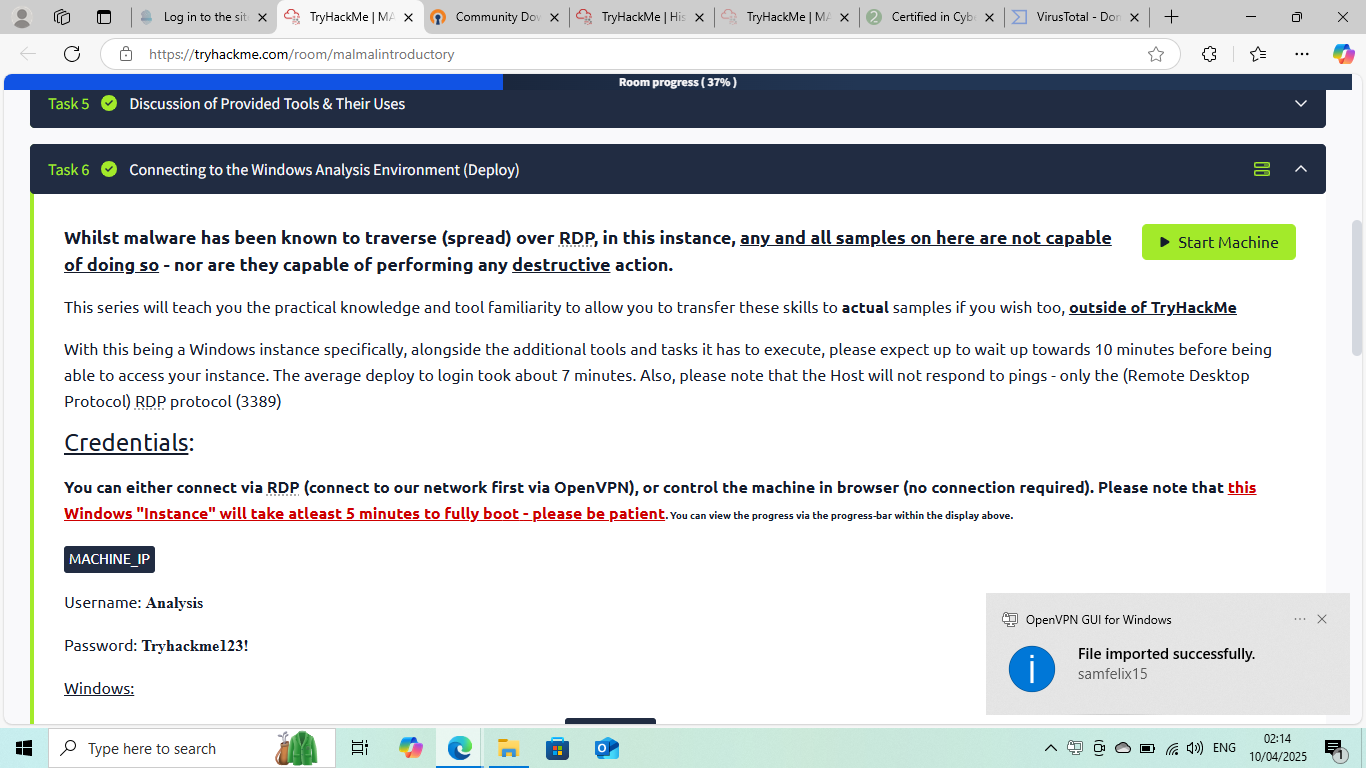 Log in to the sit
TryHackMe | MA
Community Dow
TryHackMe | His
TryHackMe | MA
Certified in Cybe
VirusTotal - Don
https://tryhackme.com/room/malmalintroductory
Room progress ( 37% )
Task 5 Discussion of Provided Tools & Their Uses
Task 6 Connecting to the Windows Analysis Environment (Deploy)
Whilst malware has been known to traverse (spread) over RDP, in this instance, any and all samples on here are not capable
of doing so - nor are they capable of performing any destructive action.
Start Machine
This series will teach you the practical knowledge and tool familiarity to allow you to transfer these skills to actual samples if you wish too, outside of TryHackMe
With this being a Windows instance specifically, alongside the additional tools and tasks it has to execute, please expect up to wait up towards 10 minutes before being
able to access your instance. The average deploy to login took about 7 minutes. Also, please note that the Host will not respond to pings - only the (Remote Desktop
Protocol) RDP protocol (3389)
Credentials:
You can either connect via RDP (connect to our network first via OpenVPN), or control the machine in browser (no connection required). Please note that this
Windows "Instance" will take atleast 5 minutes to fully boot - please be patient. You can view the progress via the progress-bar within the display above.
MACHINE_IP
Username: Analysis
Password: Tryhackme123!
Windows:
OpenVPN GUI for Windows
File imported successfully.
samfelix15
Type here to search
ENG
02:14
10/04/2025
1